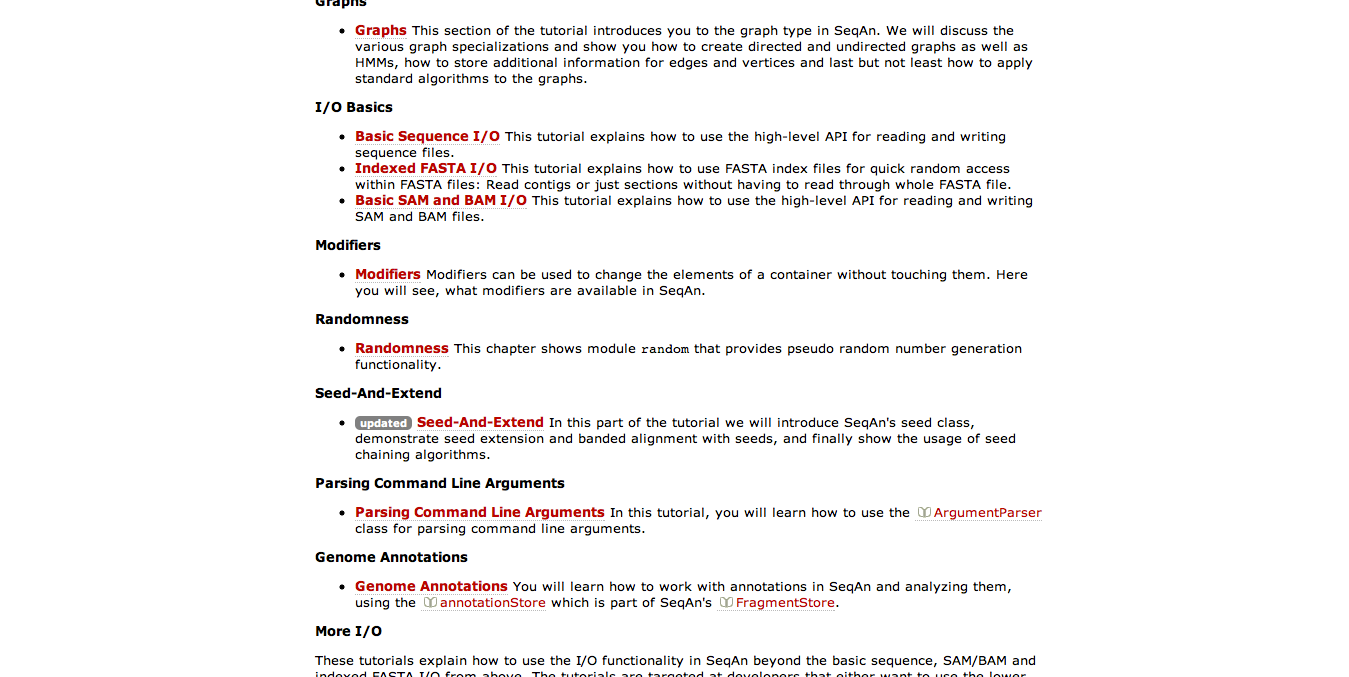 Graphs
Graphs This section of the tutorial introduces you to the graph type in SeqAn. We will discuss the
various graph specializations and show you how to create directed and undirected graphs as well as
HMMs, how to store additional information for edges and vertices and last but not least how to apply
standard algorithms to the graphs.
I/O Basics
Basic Sequence I/O This tutorial explains how to use the high-level API for reading and writing
sequence files.
Indexed FASTA I/O This tutorial explains how to use FASTA index files for quick random access
within FASTA files: Read contigs or just sections without having to read through whole FASTA file.
Basic SAM and BAM I/O This tutorial explains how to use the high-level API for reading and writing
SAM and BAM files.
Modifiers
Modifiers Modifiers can be used to change the elements of a container without touching them. Here
you will see, what modifiers are available in SeqAn.
Randomness
Randomness This chapter shows module random that provides pseudo random number generation
functionality.
Seed-And-Extend
updated Seed-And-Extend In this part of the tutorial we will introduce SeqAn's seed class,
demonstrate seed extension and banded alignment with seeds, and finally show the usage of seed
chaining algorithms.
Parsing Command Line Arguments
Parsing Command Line Arguments In this tutorial, you will learn how to use the ArgumentParser
class for parsing command line arguments.
Genome Annotations
Genome Annotations You will learn how to work with annotations in SeqAn and analyzing them,
using the annotationStore which is part of SeqAn's FragmentStore.
More I/O
These tutorials explain how to use the I/O functionality in SeqAn beyond the basic sequence, SAM/BAM and
indexed FASTA I/O from above. The tutorials are targeted at developers that either want to use the lower